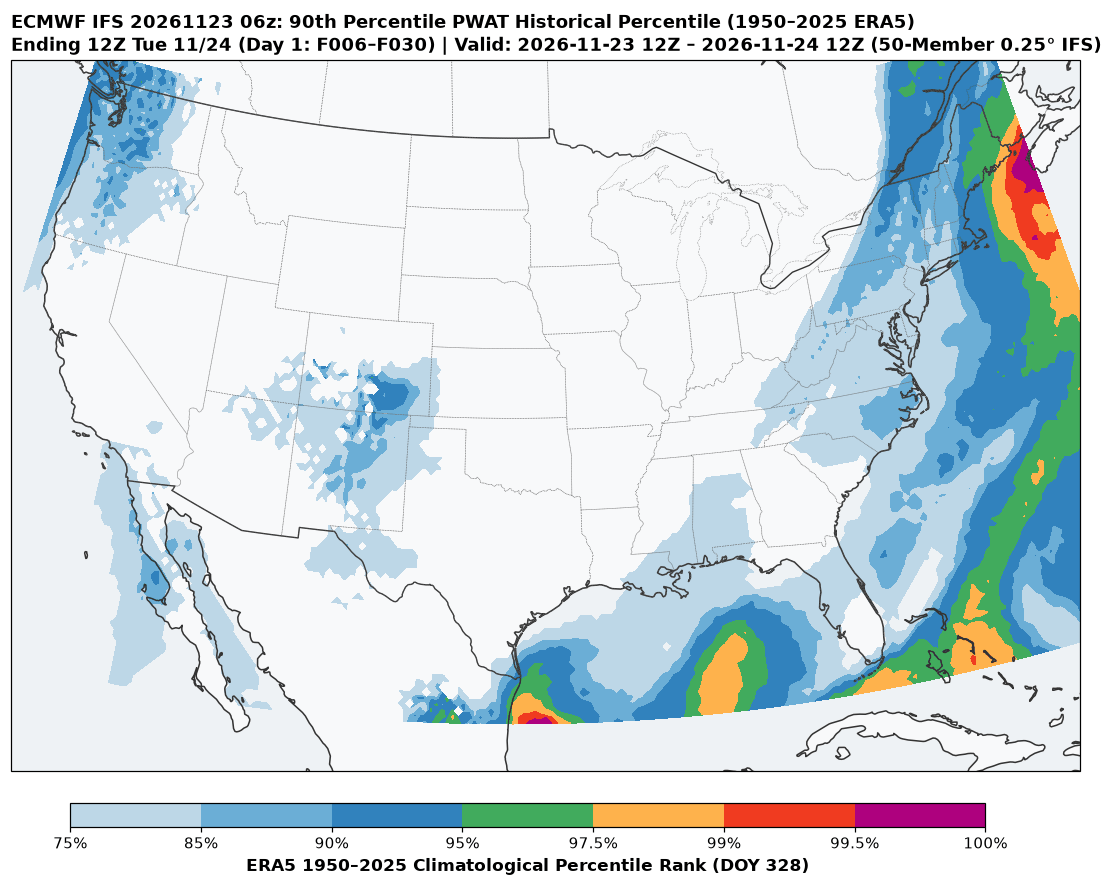 ECMWF IFS 20261123 06z: 90th Percentile PWAT Historical Percentile (1950–2025 ERA5)
Ending 12Z Tue 11/24 (Day 1: F006–F030) | Valid: 2026-11-23 12Z – 2026-11-24 12Z (50-Member 0.25° IFS)
75% 85% 90% 95% 97.5% 99% 99.5% 100%
ERA5 1950–2025 Climatological Percentile Rank (DOY 328)